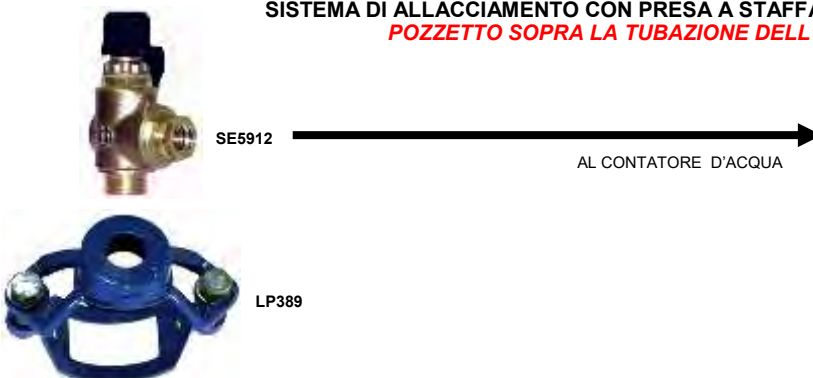 SISTEMA DI ALLACCIAMENTO CON PRESA A STAFFA
POZZETTO SOPRA LA TUBAZIONE DELL
SE5912
AL CONTATORE D'ACQUA
LP389